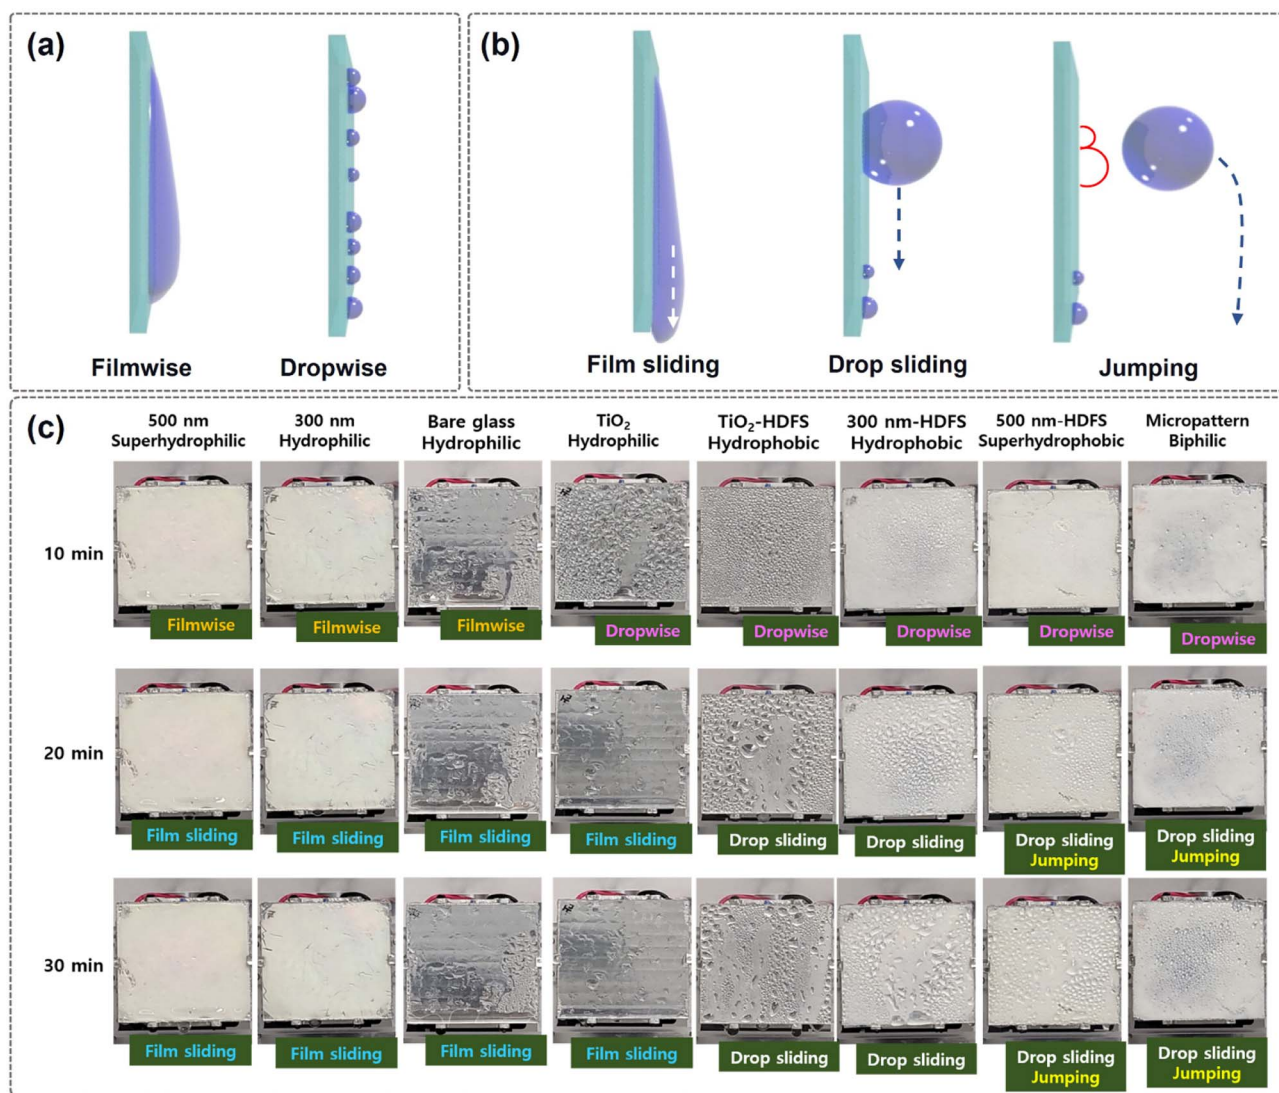 (a)
Filmwise
Dropwise
(b)
Film sliding
Drop sliding
Jumping
(c)
500 nm
Superhydrophilic
300 nm
Hydrophilic
Bare glass
Hydrophilic
TiO₂
Hydrophilic
TiO₂-HDFS
Hydrophobic
300 nm-HDFS
Hydrophobic
500 nm-HDFS
Superhydrophobic
Micropattern
Biphilic
10 min
Filmwise
Filmwise
Filmwise
Dropwise
Dropwise
Dropwise
Dropwise
Dropwise
20 min
Film sliding
Film sliding
Film sliding
Film sliding
Drop sliding
Drop sliding
Drop sliding
Jumping
Drop sliding
Jumping
30 min
Film sliding
Film sliding
Film sliding
Film sliding
Drop sliding
Drop sliding
Drop sliding
Jumping
Drop sliding
Jumping